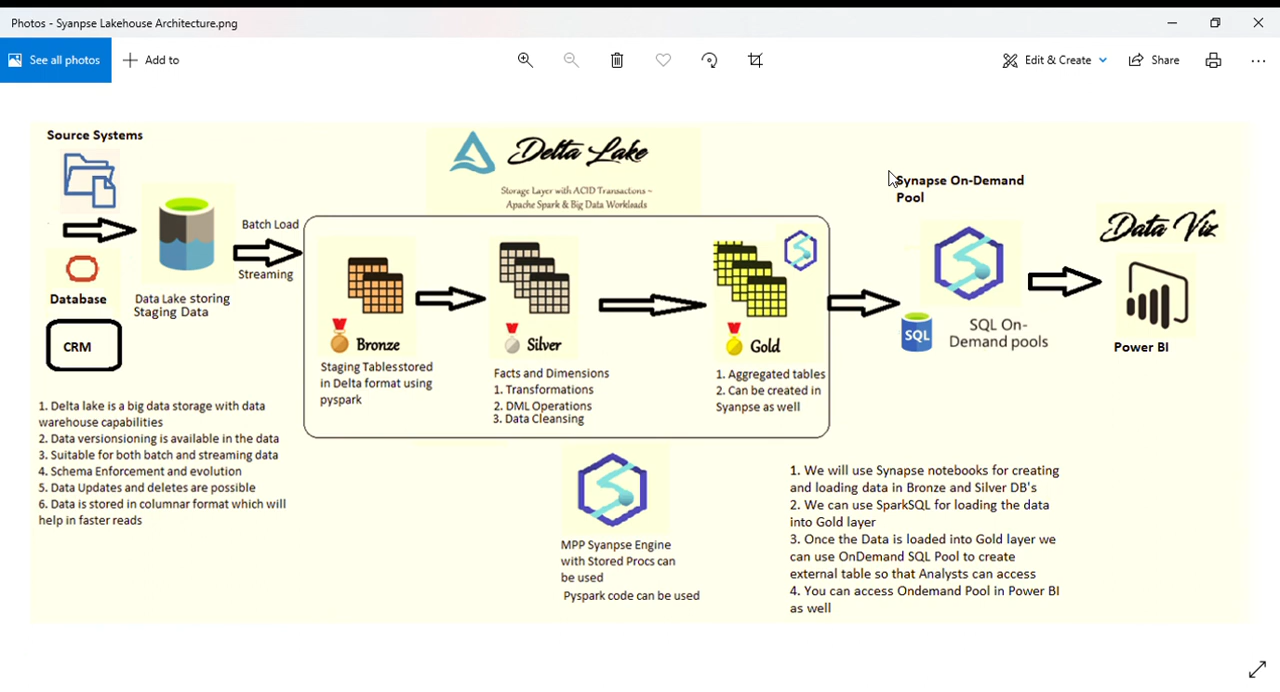 Photos - Syanpse Lakehouse Architecture.png
See all photos
Add to
Edit & Create
Share
Source Systems
Database
CRM
Data Lake storing
Staging Data
Batch Load
Streaming
Delta Lake
Storage Layer with ACID Transactons ~
Apache Spark & Big Data Workloads
Bronze
Staging Tablesstored
in Delta format using
pyspark
Silver
Facts and Dimensions
1. Transformations
2. DML Operations
3. Data Cleansing
Gold
1. Aggregated tables
2. Can be created in
Synapse as well
Synapse On-Demand
Pool
SQL
SQL On-
Demand pools
Data Viz
Power BI
1. Delta lake is a big data storage with data
warehouse capabilities
2. Data versionsioning is available in the data
3. Suitable for both batch and streaming data
4. Schema Enforcement and evolution
5. Data Updates and deletes are possible
6. Data is stored in columnar format which will
help in faster reads
MPP Syanpse Engine
with Stored Procs can
be used
Pyspark code can be used
1. We will use Synapse notebooks for creating
and loading data in Bronze and Silver DB's
2. We can use SparkSQL for loading the data
into Gold layer
3. Once the Data is loaded into Gold layer we
can use OnDemand SQL Pool to create
external table so that Analysts can access
4. You can access Ondemand Pool in Power BI
as well